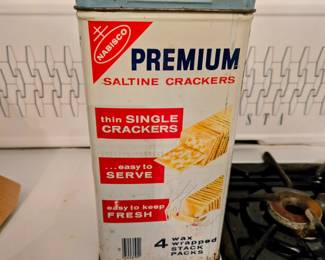 NABISCO
PREMIUM
SALTINE CRACKERS
thin SINGLE
CRACKERS
...easy to
SERVE
easy to keep
FRESH
4 wax
wrapped
STACK
PACKS